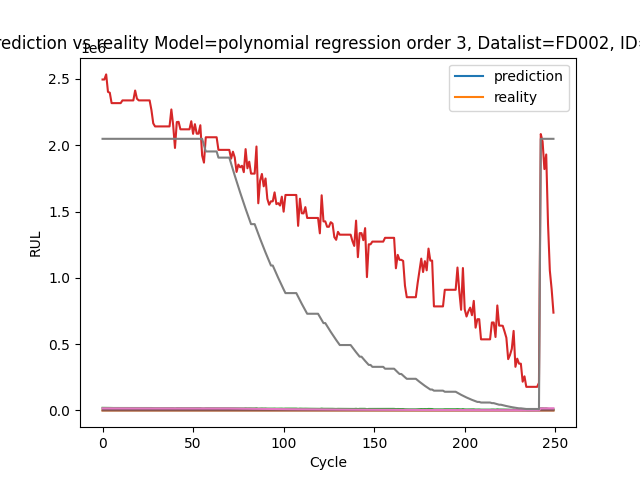 rediction vs reality Model=polynomial regression order 3, Datalist=FD002, ID=
1e6
prediction
reality
2.5
2.0
1.5
1.0
0.5
0.0
RUL
0
50
100
150
200
250
Cycle